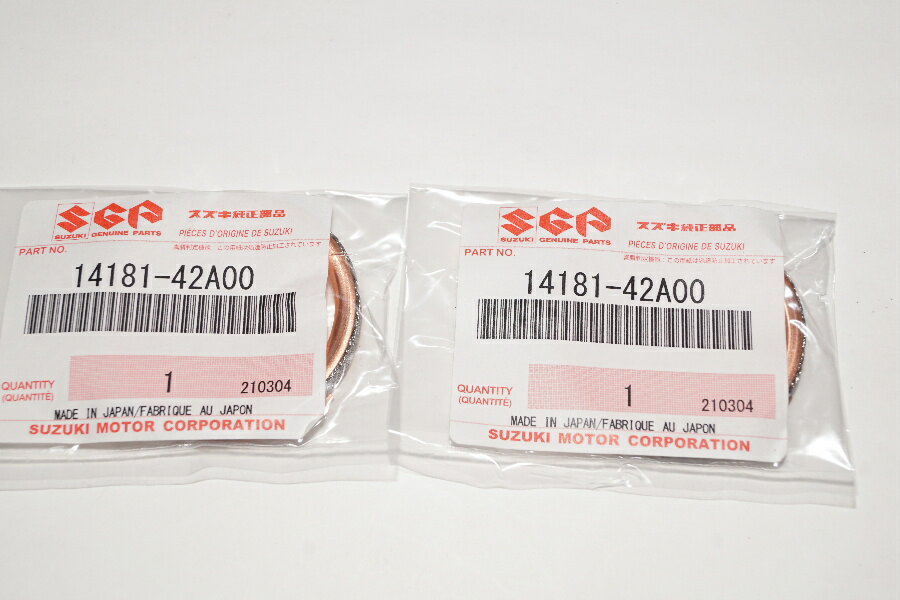 SGP
スズキ純正部品
SUZUKI GENUINE PARTS
PIÈCES D'ORIGINE DE SUZUKI
PART NO.
14181-42A00
QUANTITY
(QUANTITÉ)
1
210304
MADE IN JAPAN/FABRIQUE AU JAPON
SUZUKI MOTOR CORPORATION
SGP
スズキ純正部品
SUZUKI GENUINE PARTS
PIÈCES D'ORIGINE DE SUZUKI
PART NO.
14181-42A00
QUANTITY
(QUANTITÉ)
1
210304
MADE IN JAPAN/FABRIQUE AU JAPON
SUZUKI MOTOR CORPORATION